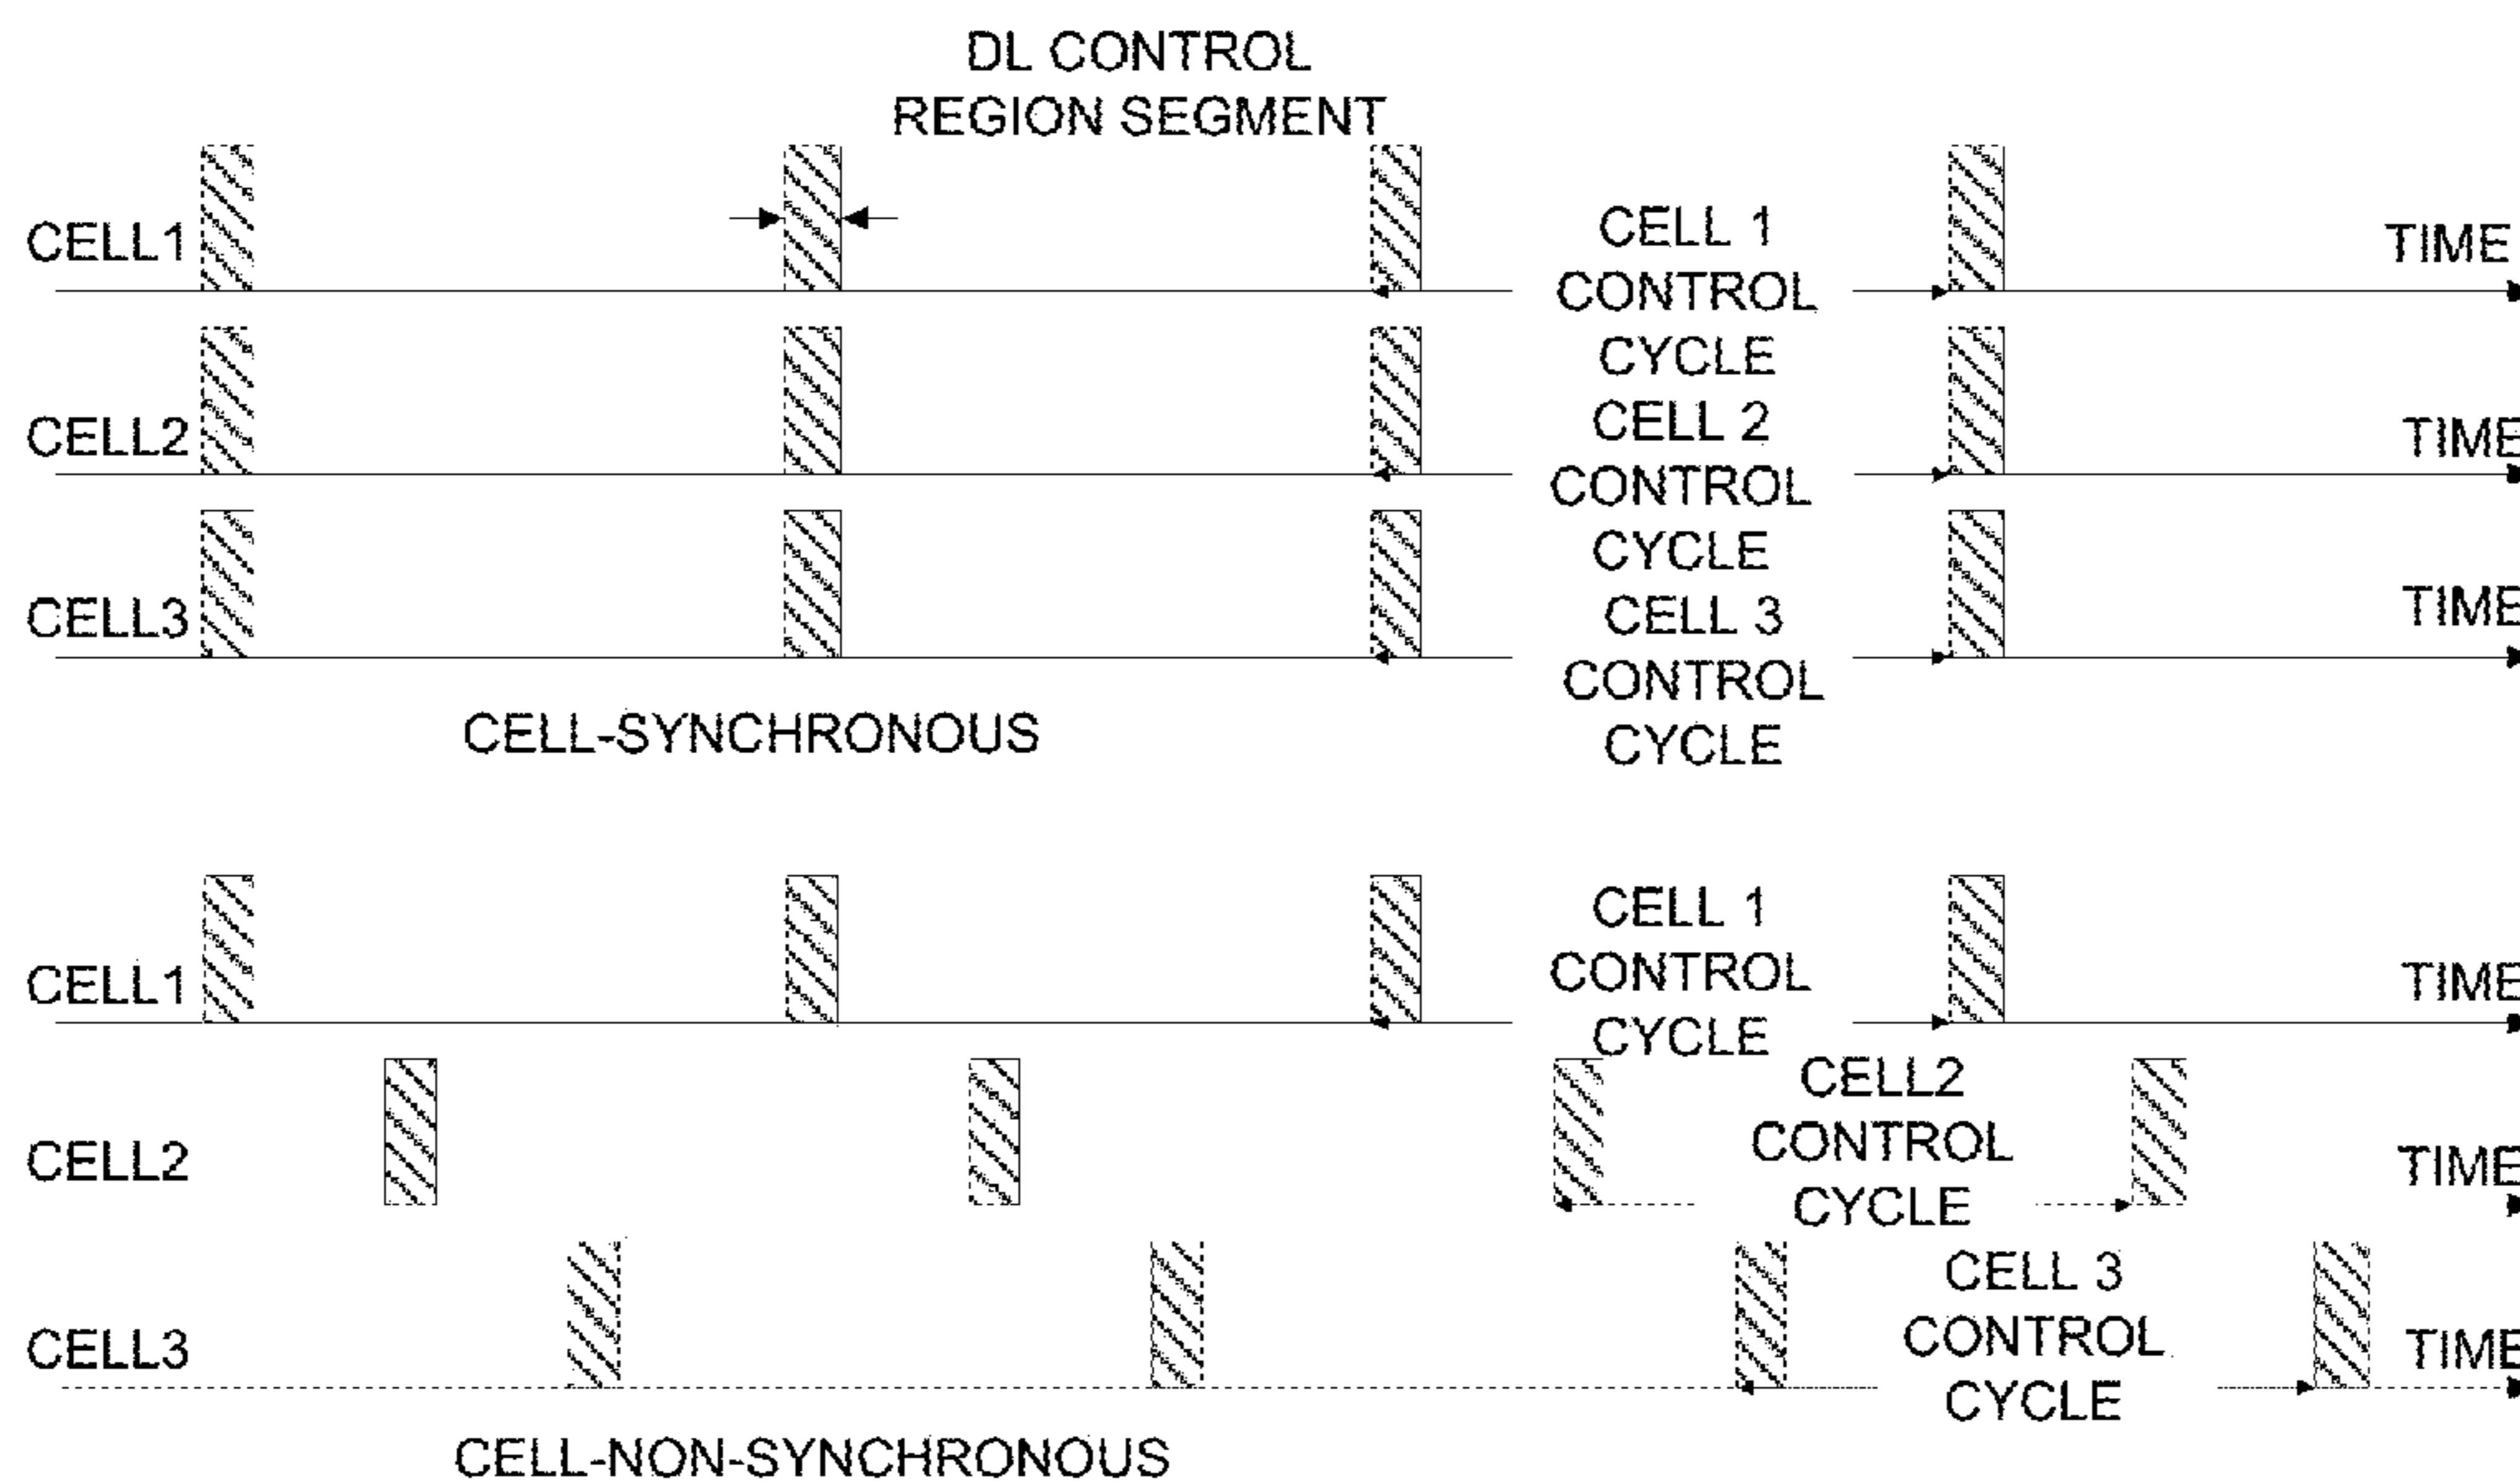 DL CONTROL
REGION SEGMENT
CELL1
CELL 1
CONTROL
CYCLE
TIME
CELL2
CELL 2
CONTROL
CYCLE
TIME
CELL3
CELL 3
CONTROL
CYCLE
TIME
CELL-SYNCHRONOUS
CELL1
CELL 1
CONTROL
CYCLE
TIME
CELL2
CELL2
CONTROL
CYCLE
TIME
CELL3
CELL 3
CONTROL
CYCLE
TIME
CELL-NON-SYNCHRONOUS